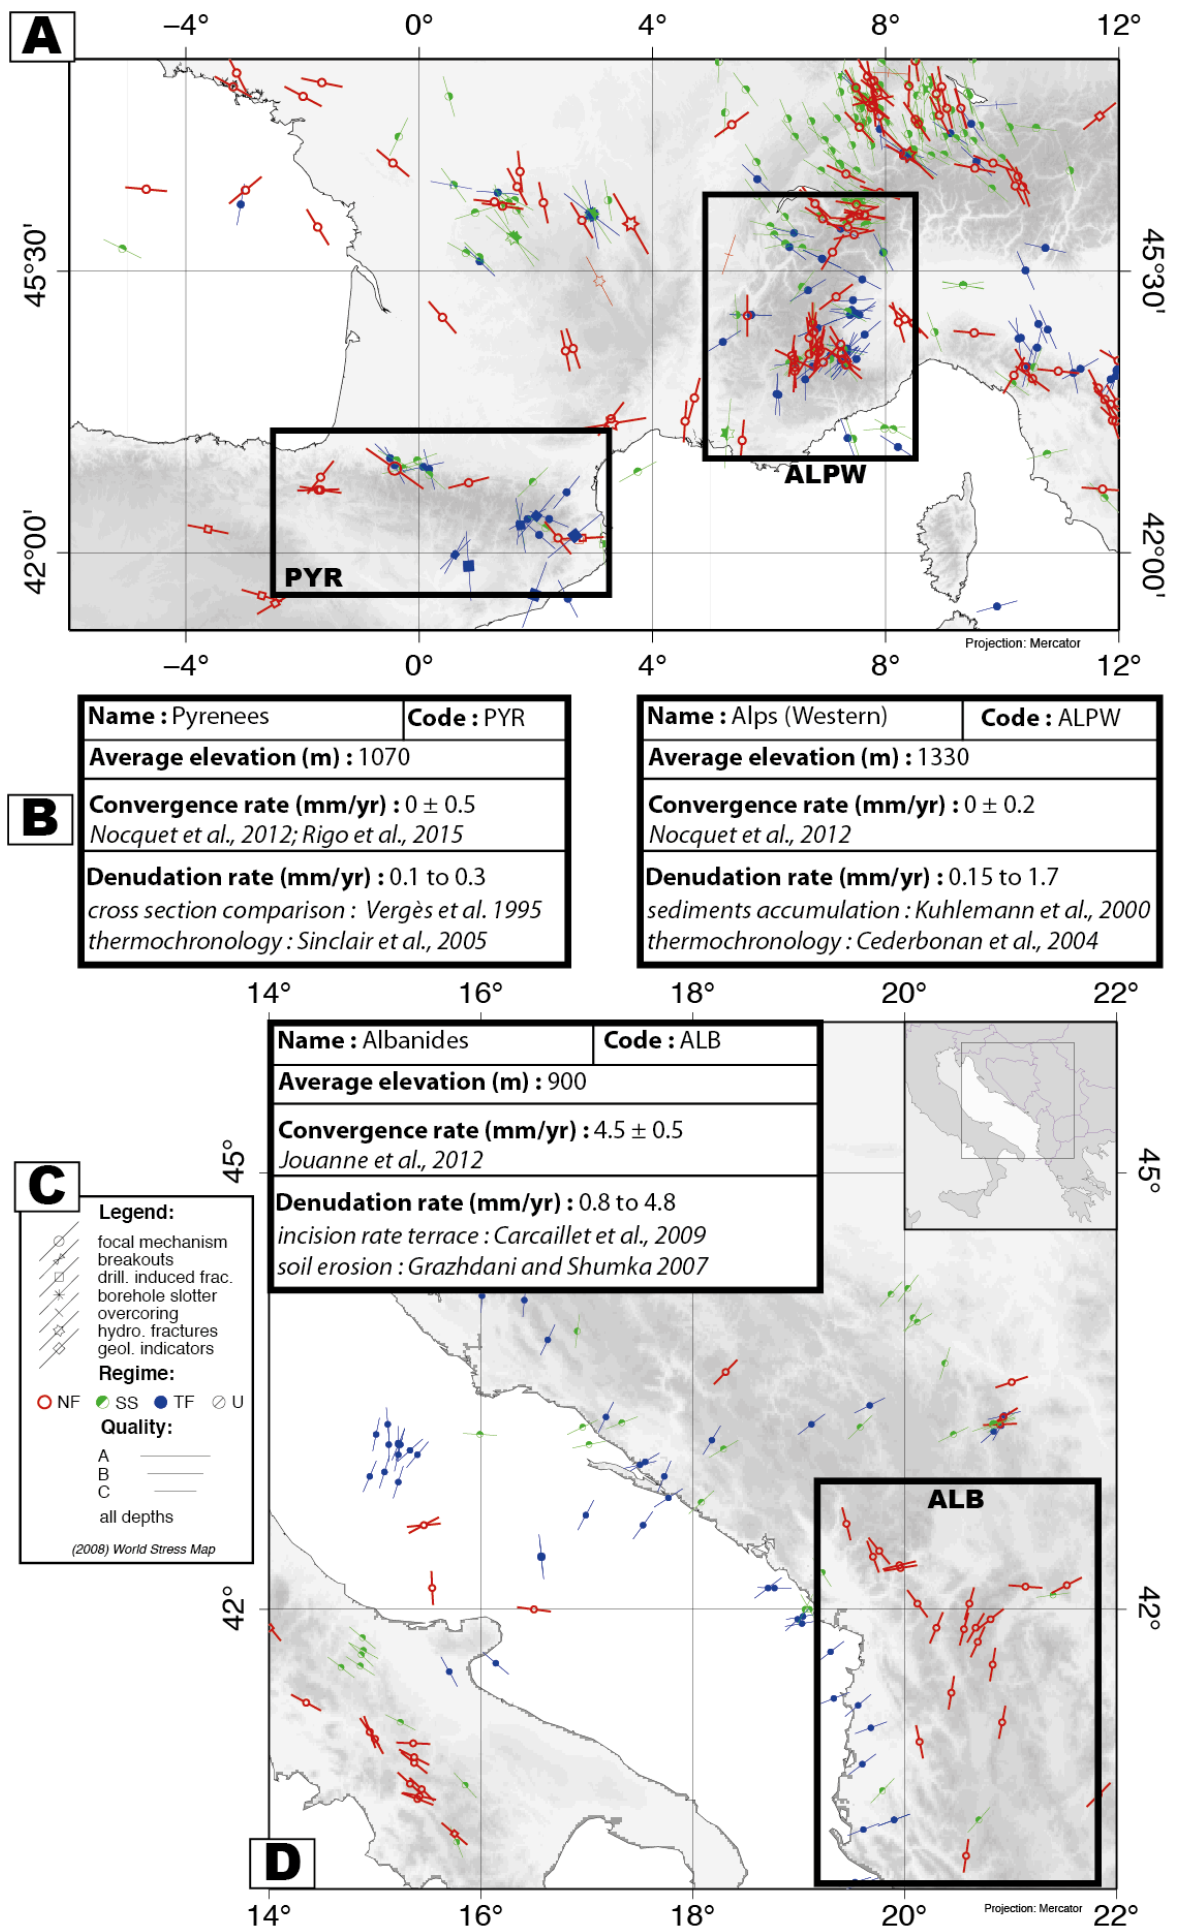 A
−4° 0° 4° 8° 12°
45°30' 45°30'
ALPW
42°00' 42°00'
PYR
Projection: Mercator
−4° 0° 4° 8° 12°
B
Name : Pyrenees Code : PYR
Average elevation (m) : 1070
Convergence rate (mm/yr) : 0 ± 0.5
Nocquet et al., 2012; Rigo et al., 2015
Denudation rate (mm/yr) : 0.1 to 0.3
cross section comparison : Vergès et al. 1995
thermochronology : Sinclair et al., 2005
Name : Alps (Western) Code : ALPW
Average elevation (m) : 1330
Convergence rate (mm/yr) : 0 ± 0.2
Nocquet et al., 2012
Denudation rate (mm/yr) : 0.15 to 1.7
sediments accumulation : Kuhlemann et al., 2000
thermochronology : Cederbonan et al., 2004
14° 16° 18° 20° 22°
Name : Albanides Code : ALB
Average elevation (m) : 900
Convergence rate (mm/yr) : 4.5 ± 0.5
Jouanne et al., 2012
Denudation rate (mm/yr) : 0.8 to 4.8
incision rate terrace : Carcaillet et al., 2009
soil erosion : Grazhdani and Shumka 2007
45° 45°
C
Legend:
focal mechanism
breakouts
drill. induced frac.
borehole slotter
overcoring
hydro. fractures
geol. indicators
Regime:
NF SS TF U
Quality:
A
B
C
all depths
(2008) World Stress Map
ALB
42° 42°
D
Projection: Mercator
14° 16° 18° 20° 22°